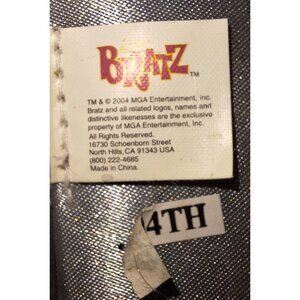 BRATZ™
TM & © 2004 MGA Entertainment, Inc.
Bratz and all related logos, names and
distinctive likenesses are the exclusive
property of MGA Entertainment, Inc.
All Rights Reserved.
16730 Schoenborn Street
North Hills, CA 91343 USA
(800) 222-4685
Made in China.
4TH